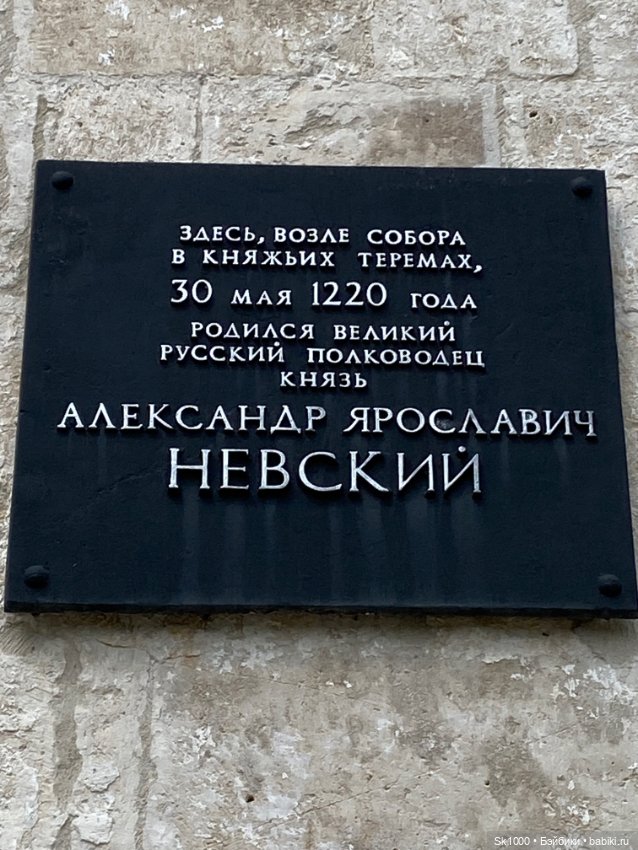 ЗДЕСЬ, ВОЗЛЕ СОБОРА
В КНЯЖЬИХ ТЕРЕМАХ,
30 МАЯ 1220 ГОДА
РОДИЛСЯ ВЕЛИКИЙ
РУССКИЙ ПОЛКОВОДЕЦ
КНЯЗЬ
АЛЕКСАНДР ЯРОСЛАВИЧ
НЕВСКИЙ
Sk1000 • Бэйбики • babiki.ru